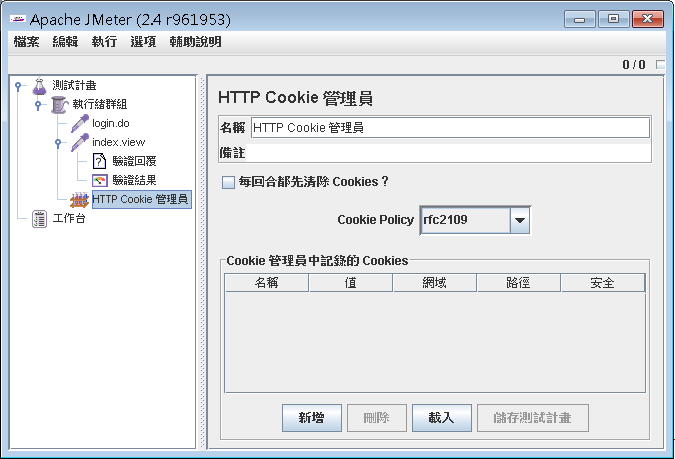 Apache JMeter (2.4 r961953)
檔案 編輯 執行 選項 輔助說明
0 / 0
測試計畫
執行緒群組
login.do
index.view
驗證回覆
驗證結果
HTTP Cookie 管理員
工作台
HTTP Cookie 管理員
名稱 HTTP Cookie 管理員
備註
每回合都先清除 Cookies ?
Cookie Policy rfc2109
Cookie 管理員中記錄的 Cookies
名稱 值 網域 路徑 安全
新增 刪除 載入 儲存測試計畫